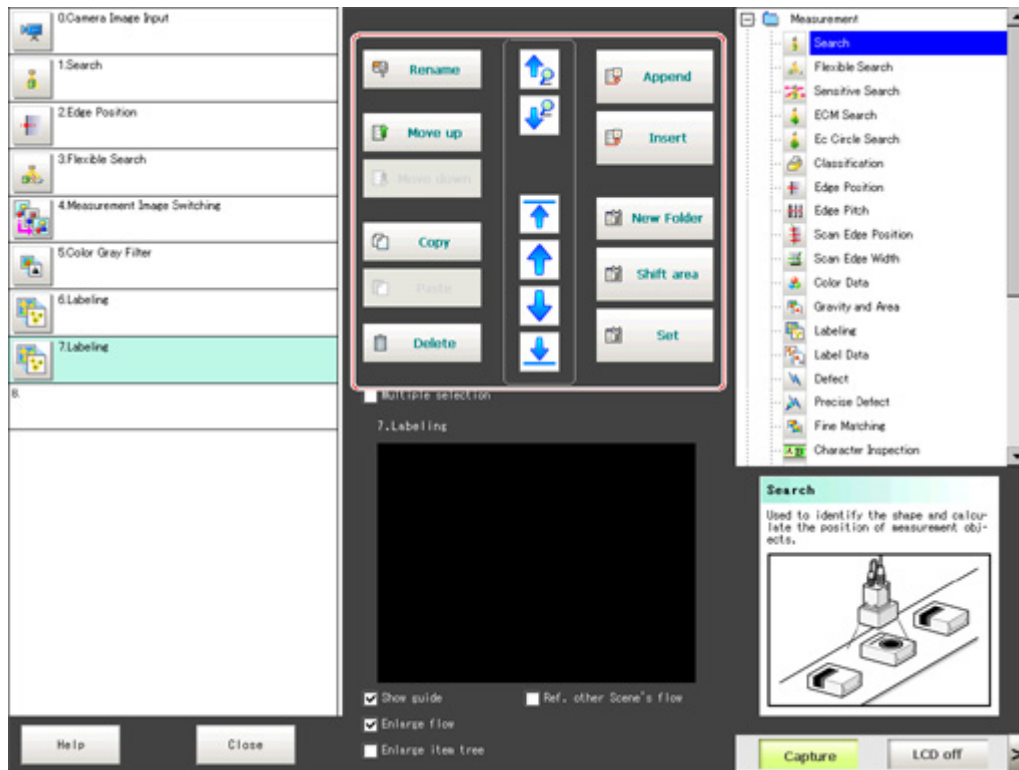 0.Camera Image Input
1.Search
2.Edge Position
3.Flexible Search
4.Measurement Image Switching
5.Color Gray Filter
6.Labeling
7.Labeling
8.
Help
Close
Rename
Move up
Move down
Copy
Paste
Delete
Append
Insert
New Folder
Shift area
Set
Multiple selection
7.Labeling
Show guide
Ref. other Scene's flow
Enlarge flow
Enlarge item tree
Measurement
Search
Flexible Search
Sensitive Search
ECM Search
Ec Circle Search
Classification
Edge Position
Edge Pitch
Scan Edge Position
Scan Edge Width
Color Data
Gravity and Area
Labeling
Label Data
Defect
Precise Defect
Fine Matching
Character Inspection
Search
Used to identify the shape and calcu-
late the position of measurement obj-
ects.
Capture
LCD off
>